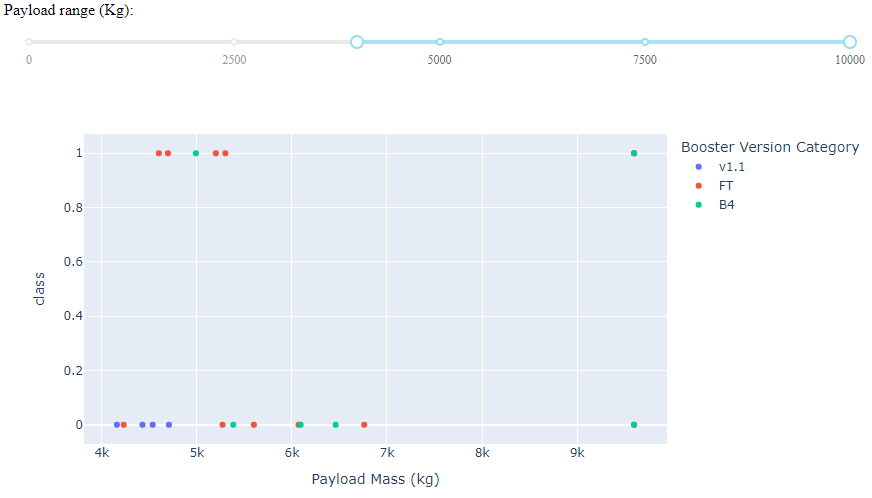 Payload range (Kg):
0 2500 5000 7500 10000
Booster Version Category
v1.1
FT
B4
1
0.8
0.6
0.4
0.2
0
class
4k 5k 6k 7k 8k 9k
Payload Mass (kg)